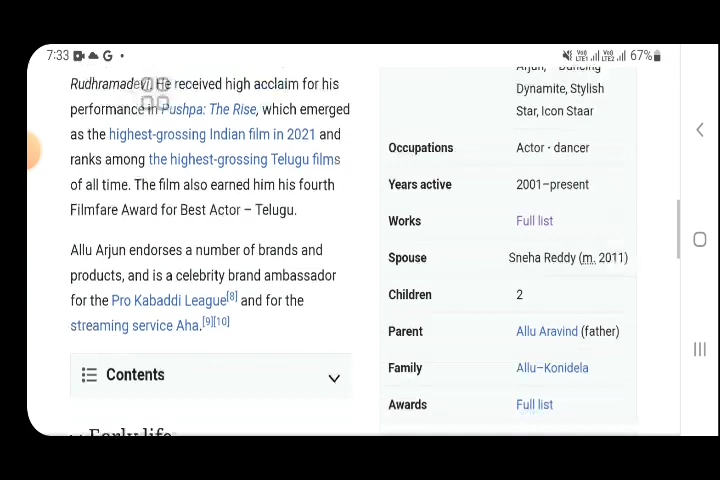 7:33
67%
Rudhramadevi. He received high acclaim for his
performance in Pushpa: The Rise, which emerged
as the highest-grossing Indian film in 2021 and
ranks among the highest-grossing Telugu films
of all time. The film also earned him his fourth
Filmfare Award for Best Actor – Telugu.
Allu Arjun endorses a number of brands and
products, and is a celebrity brand ambassador
for the Pro Kabaddi League[8] and for the
streaming service Aha.[9][10]
Contents
Early life
Arjun, Dancing
Dynamite, Stylish
Star, Icon Staar
Occupations Actor · dancer
Years active 2001–present
Works Full list
Spouse Sneha Reddy (m. 2011)
Children 2
Parent Allu Aravind (father)
Family Allu–Konidela
Awards Full list